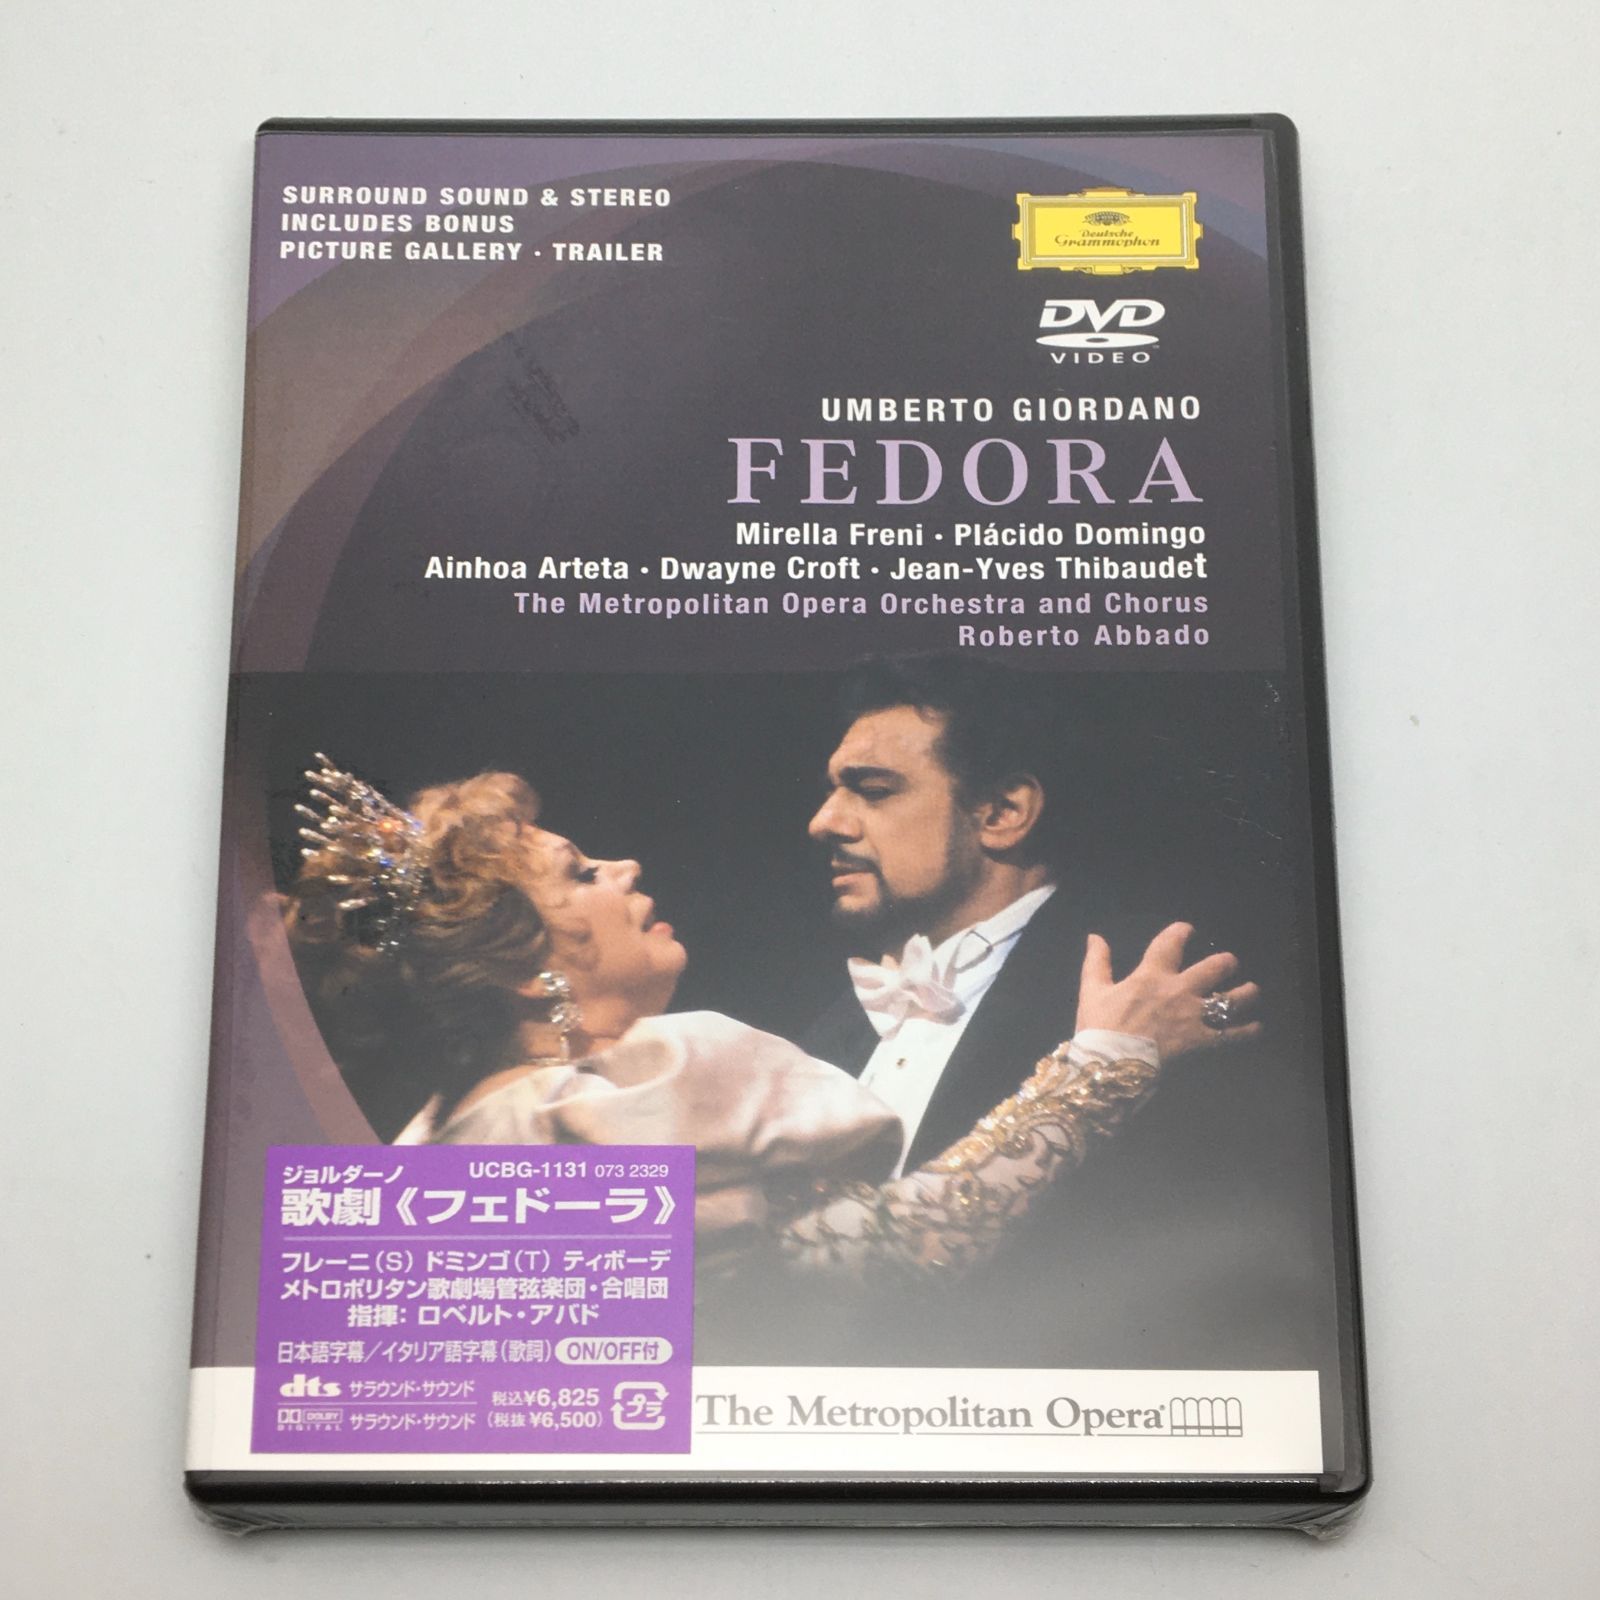 SURROUND SOUND & STEREO
INCLUDES BONUS
PICTURE GALLERY · TRAILER
Deutsche
Grammophon
DVD
VIDEO
UMBERTO GIORDANO
FEDORA
Mirella Freni · Plácido Domingo
Ainhoa Arteta · Dwayne Croft · Jean-Yves Thibaudet
The Metropolitan Opera Orchestra and Chorus
Roberto Abbado
ジョルダーノ UCBG-1131 073 2329
歌劇《フェドーラ》
フレーニ(S) ドミンゴ(T) ティボーデ
メトロポリタン歌劇場管弦楽団・合唱団
指揮: ロベルト・アバド
日本語字幕/イタリア語字幕(歌詞) ON/OFF付
dts サラウンド・サウンド 税込¥6,825
DOLBY DIGITAL サラウンド・サウンド (税抜 ¥6,500) プラ
The Metropolitan Opera